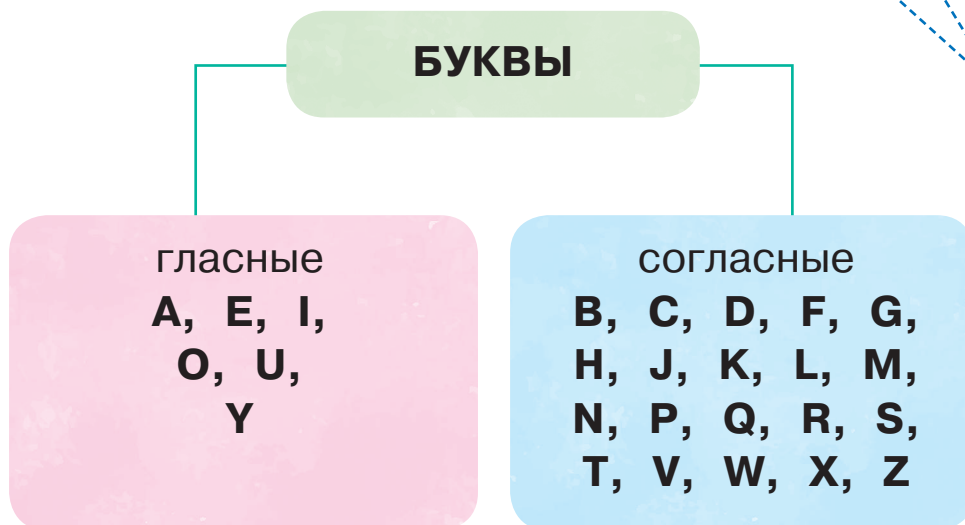 БУКВЫ
гласные
A, E, I,
O, U,
Y
согласные
B, C, D, F, G,
H, J, K, L, M,
N, P, Q, R, S,
T, V, W, X, Z